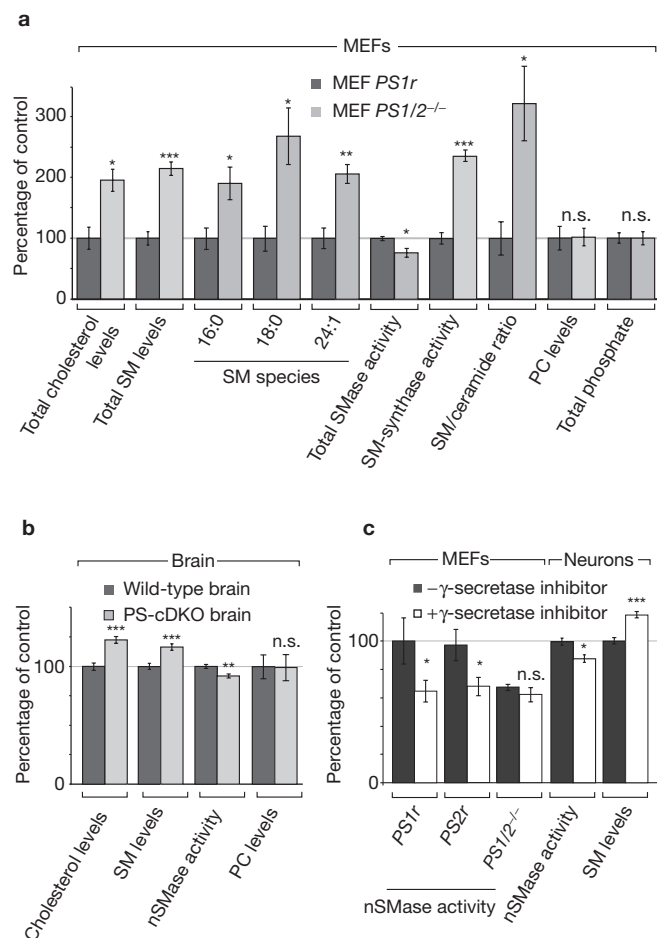 a
MEFs
MEF PS1r
MEF PS1/2–/–
Percentage of control
300
200
100
0
*
***
*
*
**
*
***
*
n.s.
n.s.
Total cholesterol
levels
Total SM levels
16:0
18:0
24:1
SM species
Total SMase activity
SM-synthase activity
SM/ceramide ratio
PC levels
Total phosphate
b
Brain
Wild-type brain
PS-cDKO brain
Percentage of control
100
0
***
***
**
n.s.
Cholesterol levels
SM levels
nSMase activity
PC levels
c
MEFs
Neurons
–γ-secretase inhibitor
+γ-secretase inhibitor
Percentage of control
100
0
*
*
n.s.
*
***
PS1r
PS2r
PS1/2–/–
nSMase activity
nSMase activity
SM levels